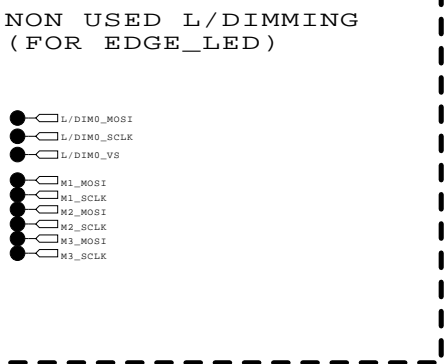 NON USED L/DIMMING
(FOR EDGE_LED)
L/DIM0_MOSI
L/DIM0_SCLK
L/DIM0_VS
M1_MOSI
M1_SCLK
M2_MOSI
M2_SCLK
M3_MOSI
M3_SCLK